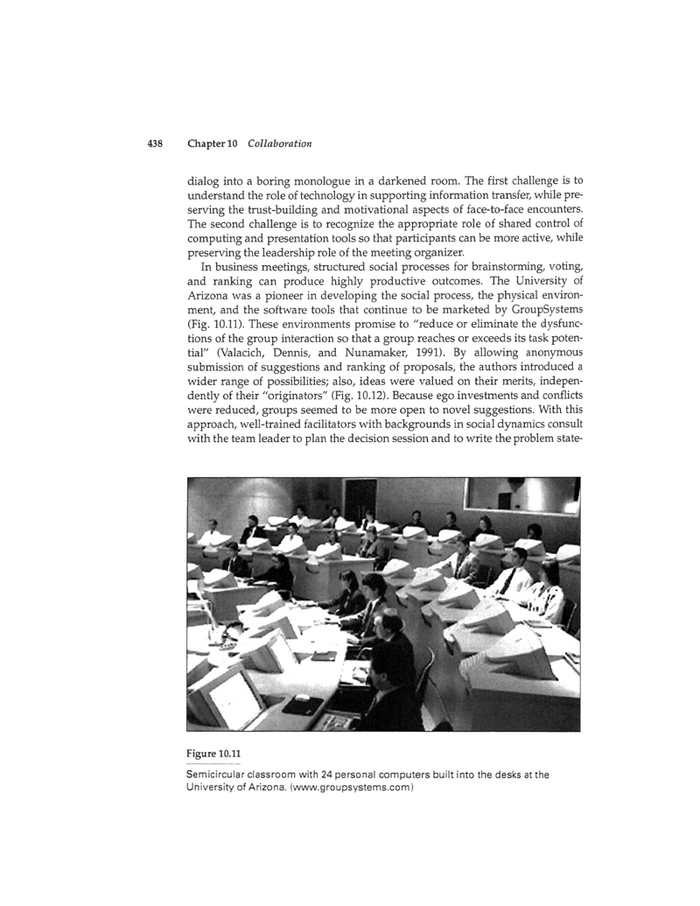 438 Chapter 10 Collaboration
dialog into a boring monologue in a darkened room. The first challenge is to
understand the role of technology in supporting information transfer, while pre-
serving the trust-building and motivational aspects of face-to-face encounters.
The second challenge is to recognize the appropriate role of shared control of
computing and presentation tools so that participants can be more active, while
preserving the leadership role of the meeting organizer.
In business meetings, structured social processes for brainstorming, voting,
and ranking can produce highly productive outcomes. The University of
Arizona was a pioneer in developing the social process, the physical environ-
ment, and the software tools that continue to be marketed by GroupSystems
(Fig. 10.11). These environments promise to "reduce or eliminate the dysfunc-
tions of the group interaction so that a group reaches or exceeds its task poten-
tial" (Valacich, Dennis, and Nunamaker, 1991). By allowing anonymous
submission of suggestions and ranking of proposals, the authors introduced a
wider range of possibilities; also, ideas were valued on their merits, indepen-
dently of their "originators" (Fig. 10.12). Because ego investments and conflicts
were reduced, groups seemed to be more open to novel suggestions. With this
approach, well-trained facilitators with backgrounds in social dynamics consult
with the team leader to plan the decision session and to write the problem state-
Figure 10.11
Semicircular classroom with 24 personal computers built into the desks at the
University of Arizona. (www.groupsystems.com)